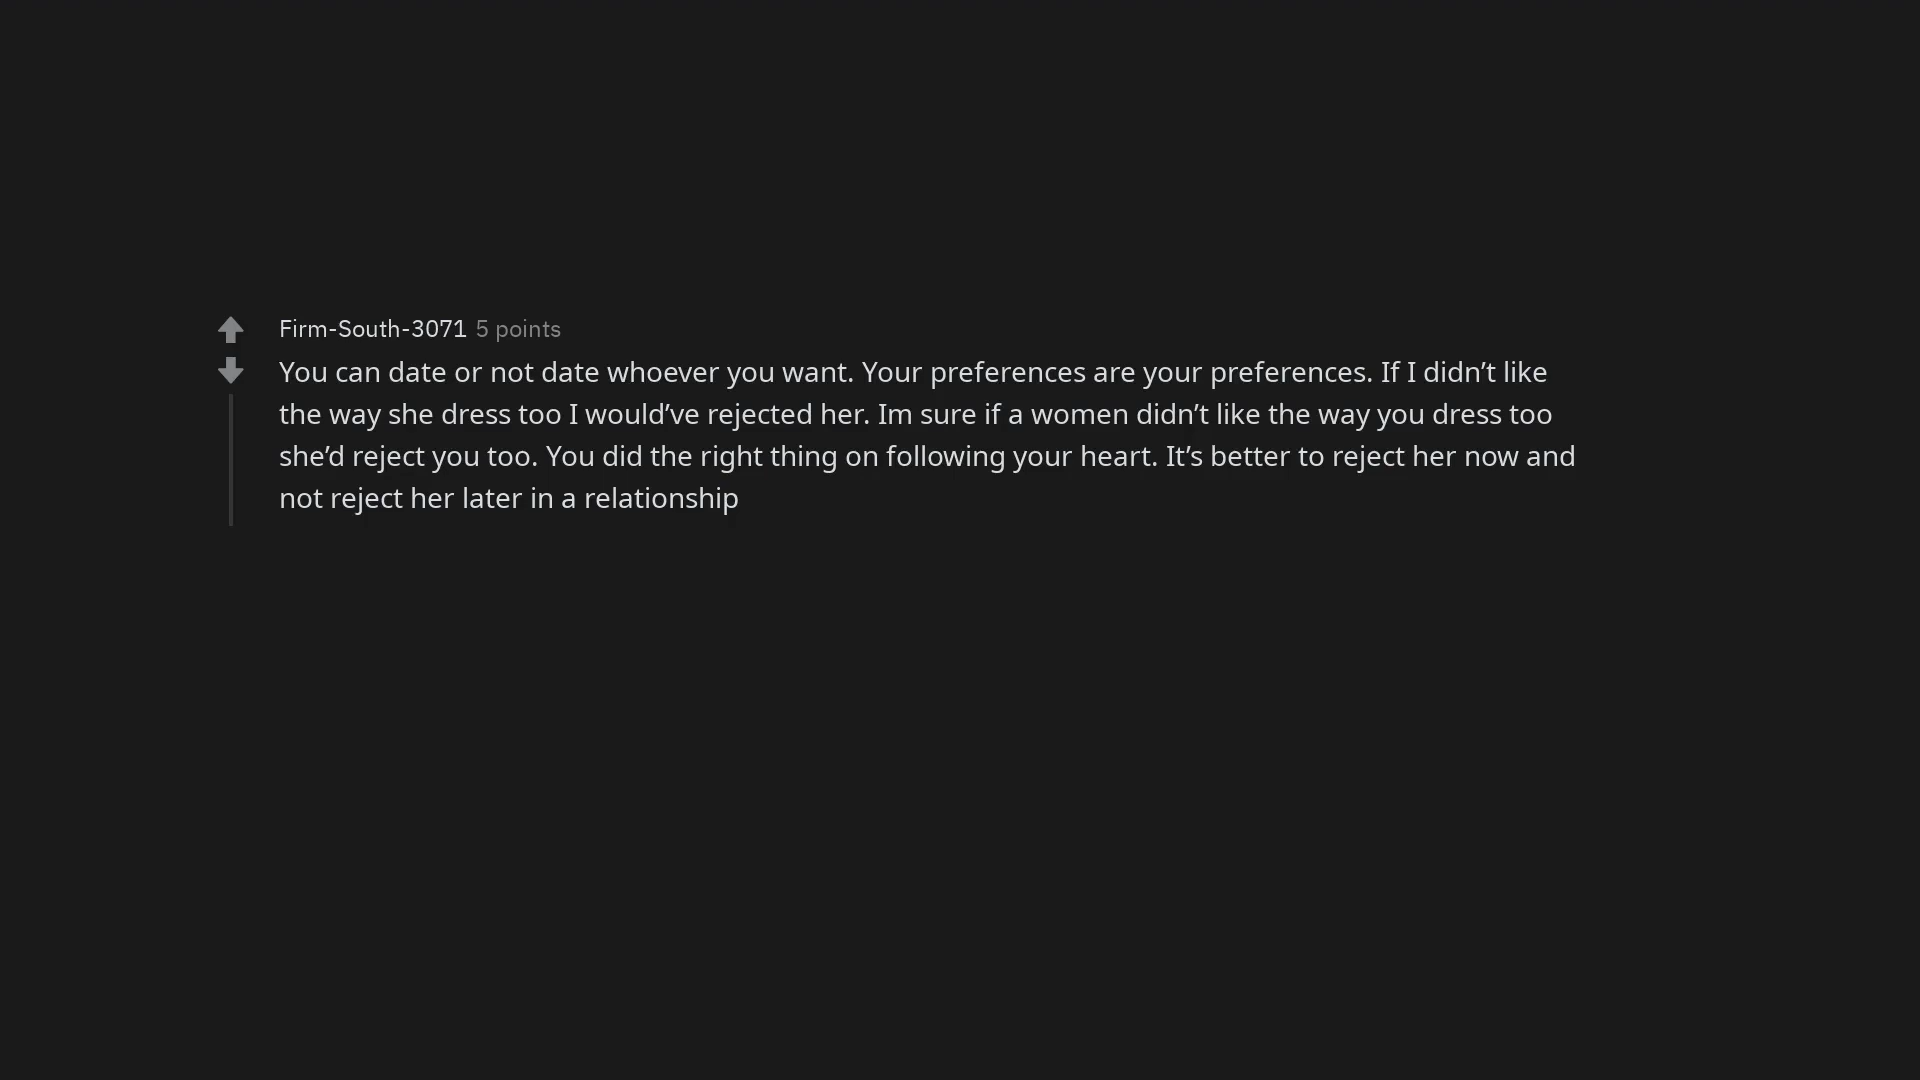 Firm-South-3071 5 points
You can date or not date whoever you want. Your preferences are your preferences. If I didn’t like
the way she dress too I would’ve rejected her. Im sure if a women didn’t like the way you dress too
she’d reject you too. You did the right thing on following your heart. It’s better to reject her now and
not reject her later in a relationship